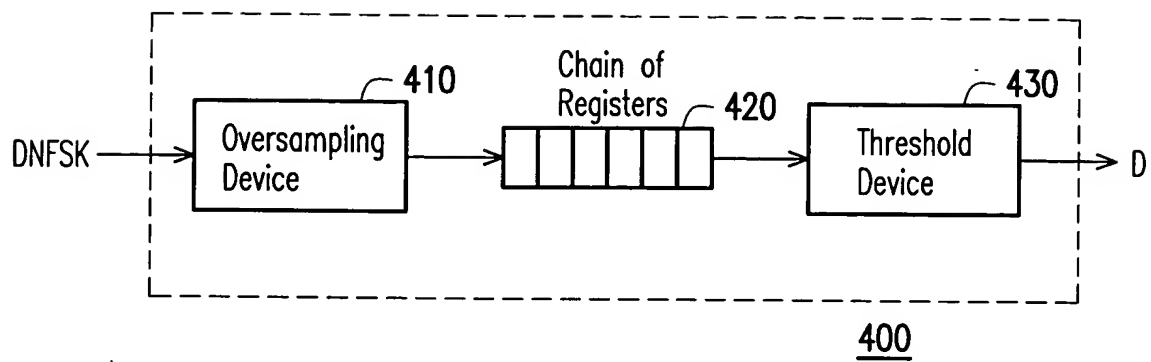 410
Oversampling
Device
Chain of
Registers
420
430
Threshold
Device
DNFSK
D
400